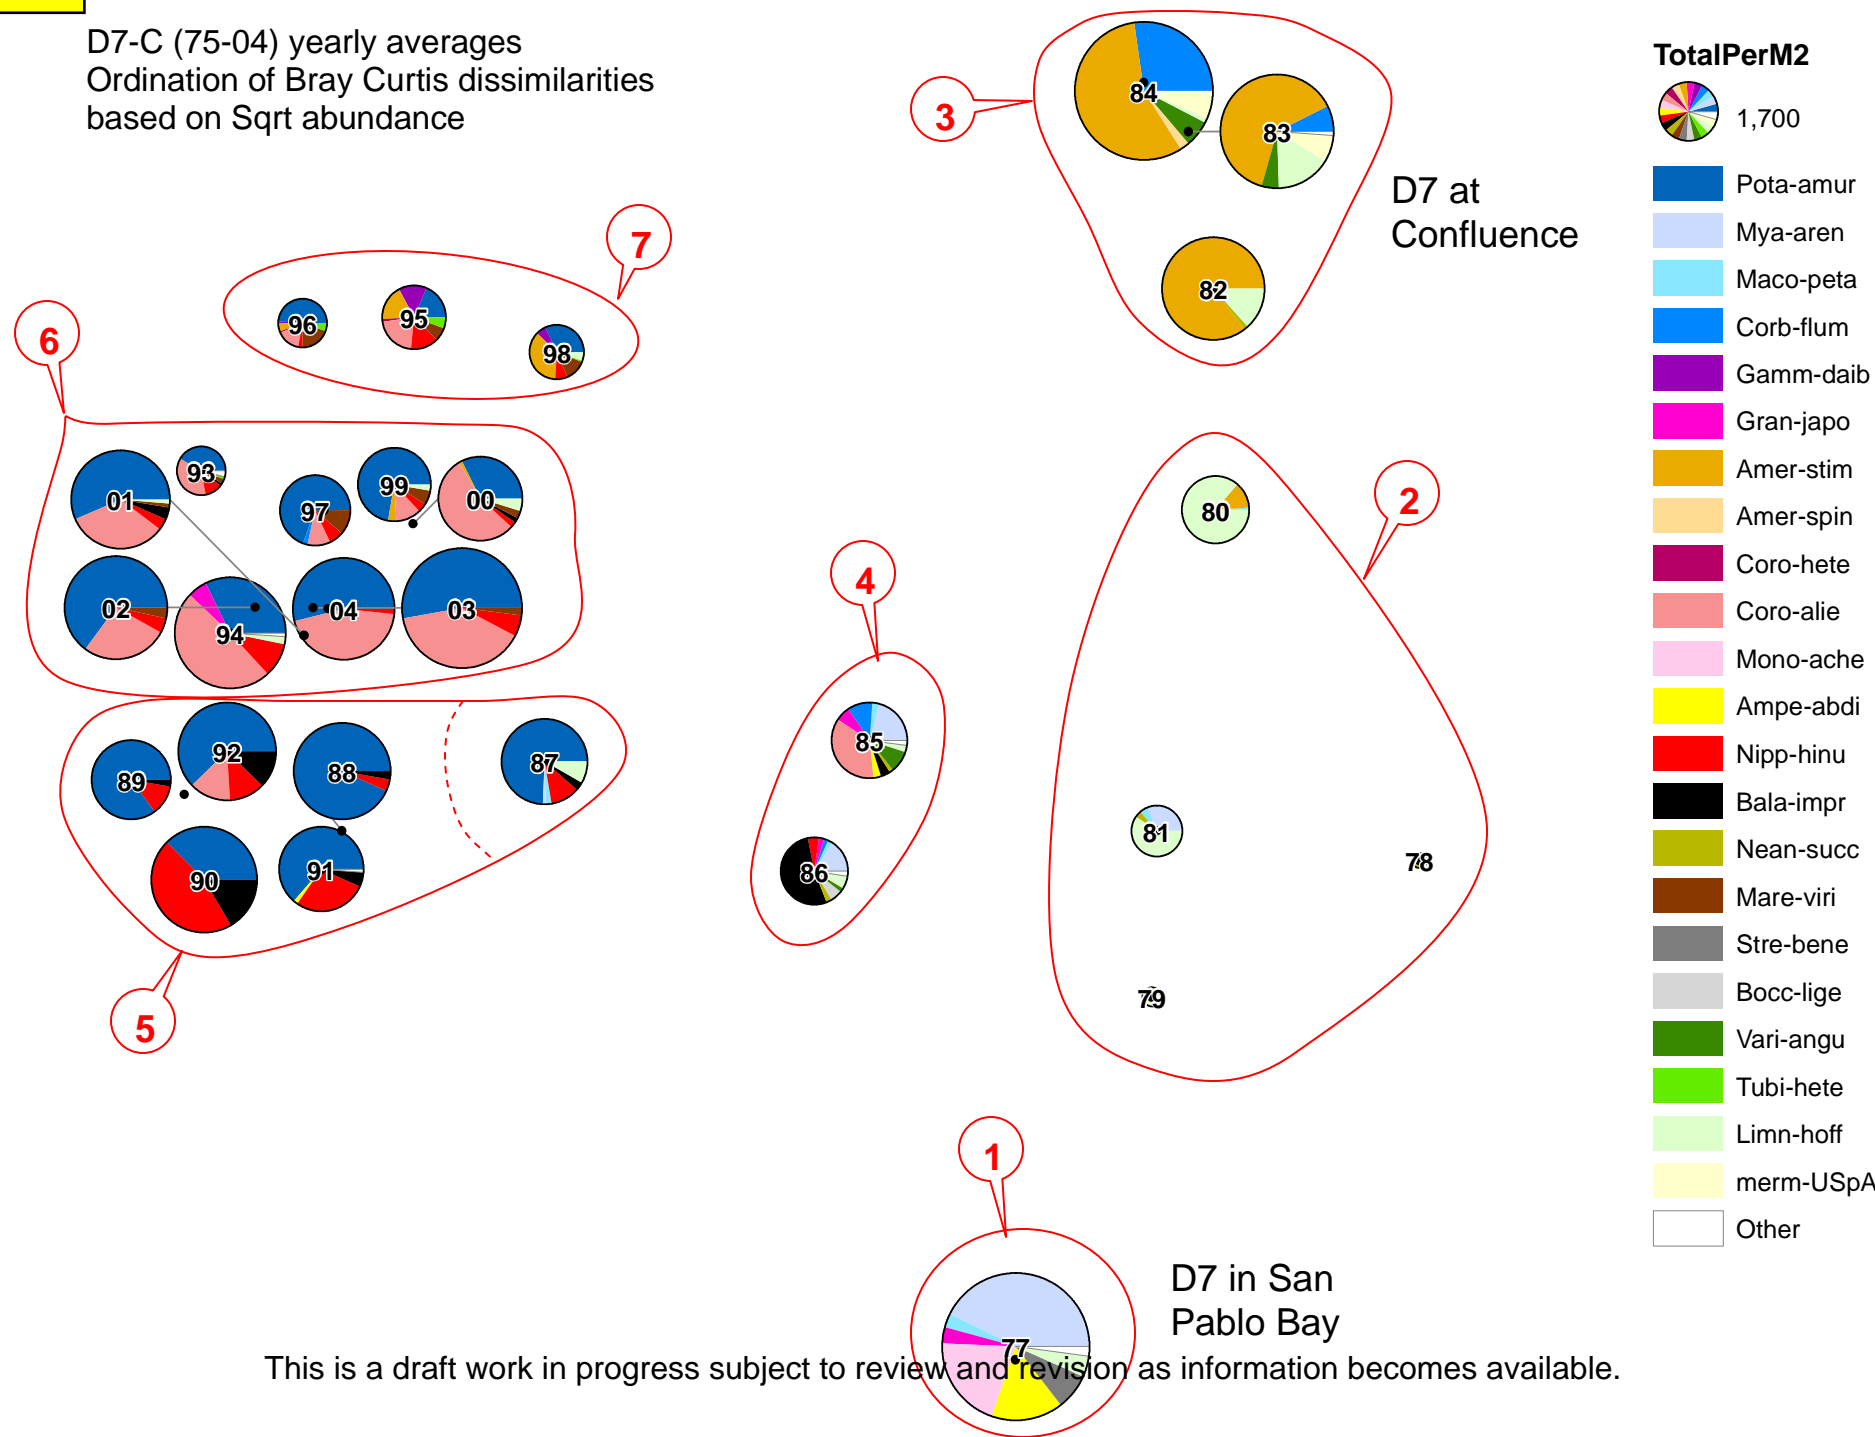 D7-C (75-04) yearly averages
Ordination of Bray Curtis dissimilarities
based on Sqrt abundance
3
84
83
82
D7 at
Confluence
7
96
95
98
6
01
93
97
99
00
02
94
04
03
2
80
81
78
79
4
85
86
89
92
88
87
90
91
5
1
77
D7 in San
Pablo Bay
This is a draft work in progress subject to review and revision as information becomes available.
TotalPerM2
1,700
Pota-amur
Mya-aren
Maco-peta
Corb-flum
Gamm-daib
Gran-japo
Amer-stim
Amer-spin
Coro-hete
Coro-alie
Mono-ache
Ampe-abdi
Nipp-hinu
Bala-impr
Nean-succ
Mare-viri
Stre-bene
Bocc-lige
Vari-angu
Tubi-hete
Limn-hoff
merm-USpA
Other